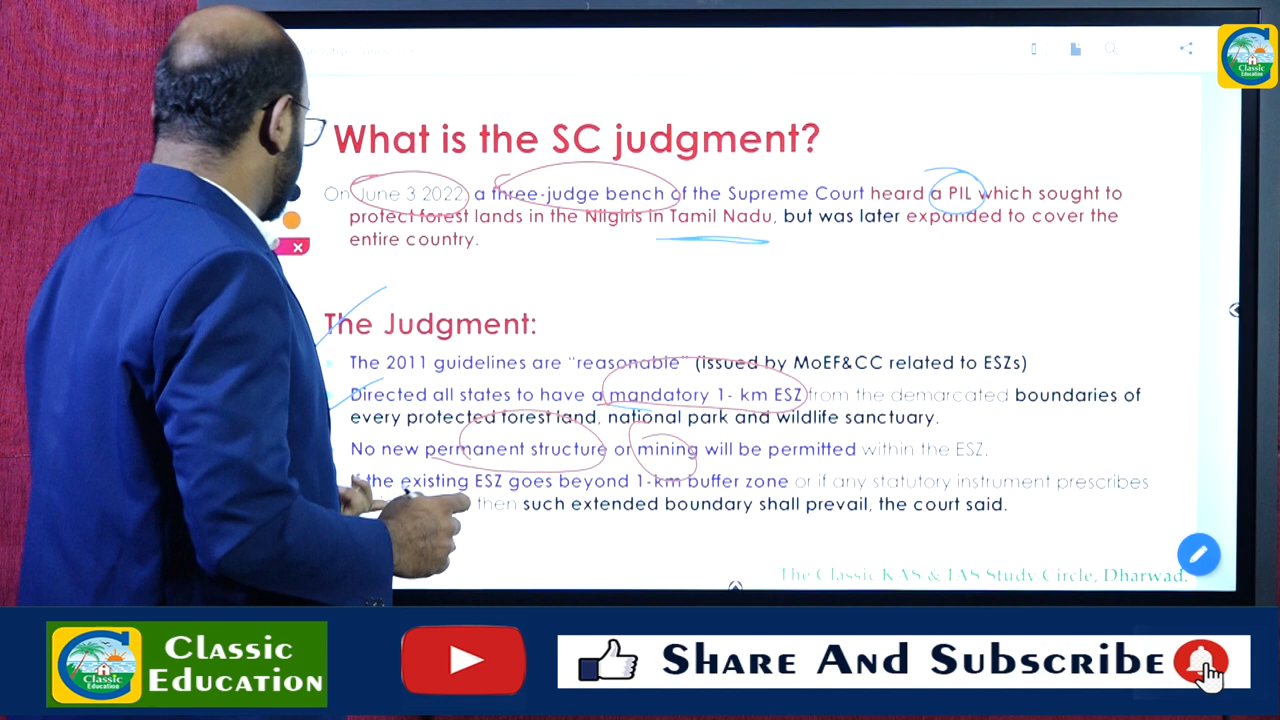 Classic
Education
What is the SC judgment?
On June 3 2022, a three-judge bench of the Supreme Court heard a PIL which sought to
protect forest lands in the Nilgiris in Tamil Nadu, but was later expanded to cover the
entire country.
The Judgment:
The 2011 guidelines are “reasonable” (issued by MoEF&CC related to ESZs)
Directed all states to have a mandatory 1- km ESZ from the demarcated boundaries of
every protected forest land, national park and wildlife sanctuary.
No new permanent structure or mining will be permitted within the ESZ.
If the existing ESZ goes beyond 1-km buffer zone or if any statutory instrument prescribes
then such extended boundary shall prevail, the court said.
The Classic KAS & IAS Study Circle, Dharwad.
Classic
Education
Classic
Education
Share And Subscribe